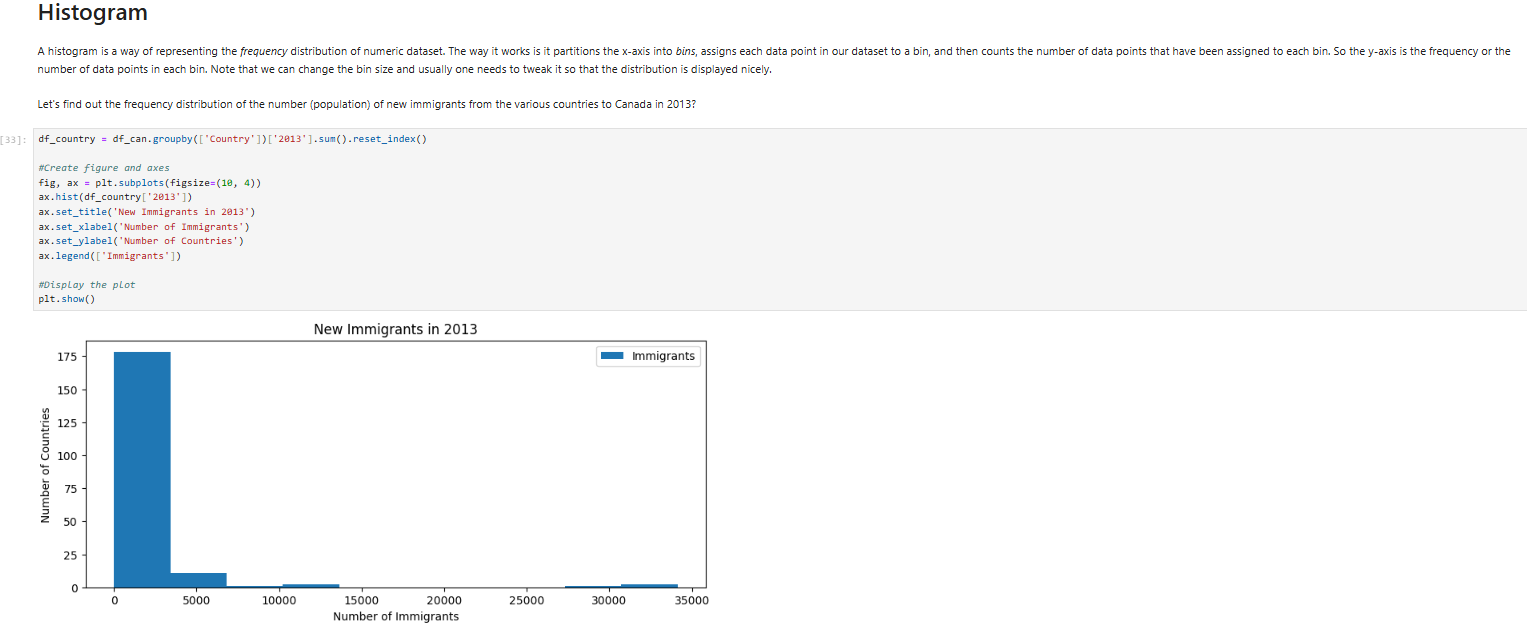 Histogram
A histogram is a way of representing the frequency distribution of numeric dataset. The way it works is it partitions the x-axis into bins, assigns each data point in our dataset to a bin, and then counts the number of data points that have been assigned to each bin. So the y-axis is the frequency or the
number of data points in each bin. Note that we can change the bin size and usually one needs to tweak it so that the distribution is displayed nicely.
Let's find out the frequency distribution of the number (population) of new immigrants from the various countries to Canada in 2013?
[33]: df_country = df_can.groupby(['Country'])['2013'].sum().reset_index()
#Create figure and axes
fig, ax = plt.subplots(figsize=(10, 4))
ax.hist(df_country['2013'])
ax.set_title('New Immigrants in 2013')
ax.set_xlabel('Number of Immigrants')
ax.set_ylabel('Number of Countries')
ax.legend(['Immigrants'])
#Display the plot
plt.show()
New Immigrants in 2013
Immigrants
175
150
125
100
75
50
25
0
Number of Countries
0 5000 10000 15000 20000 25000 30000 35000
Number of Immigrants